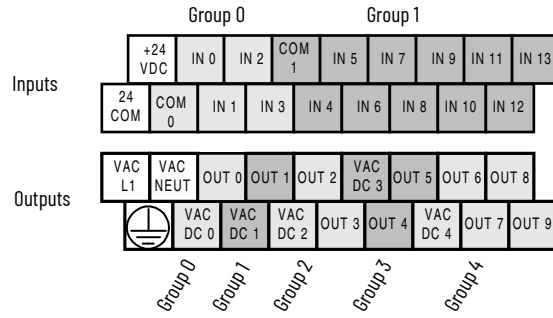 Group 0 Group 1
Inputs
+24 VDC IN 0 IN 2 COM 1 IN 5 IN 7 IN 9 IN 11 IN 13
24 COM COM 0 IN 1 IN 3 IN 4 IN 6 IN 8 IN 10 IN 12
Outputs
VAC L1 VAC NEUT OUT 0 OUT 1 OUT 2 VAC DC 3 OUT 5 OUT 6 OUT 8
VAC DC 0 VAC DC 1 VAC DC 2 OUT 3 OUT 4 VAC DC 4 OUT 7 OUT 9
Group 0 Group 1 Group 2 Group 3 Group 4